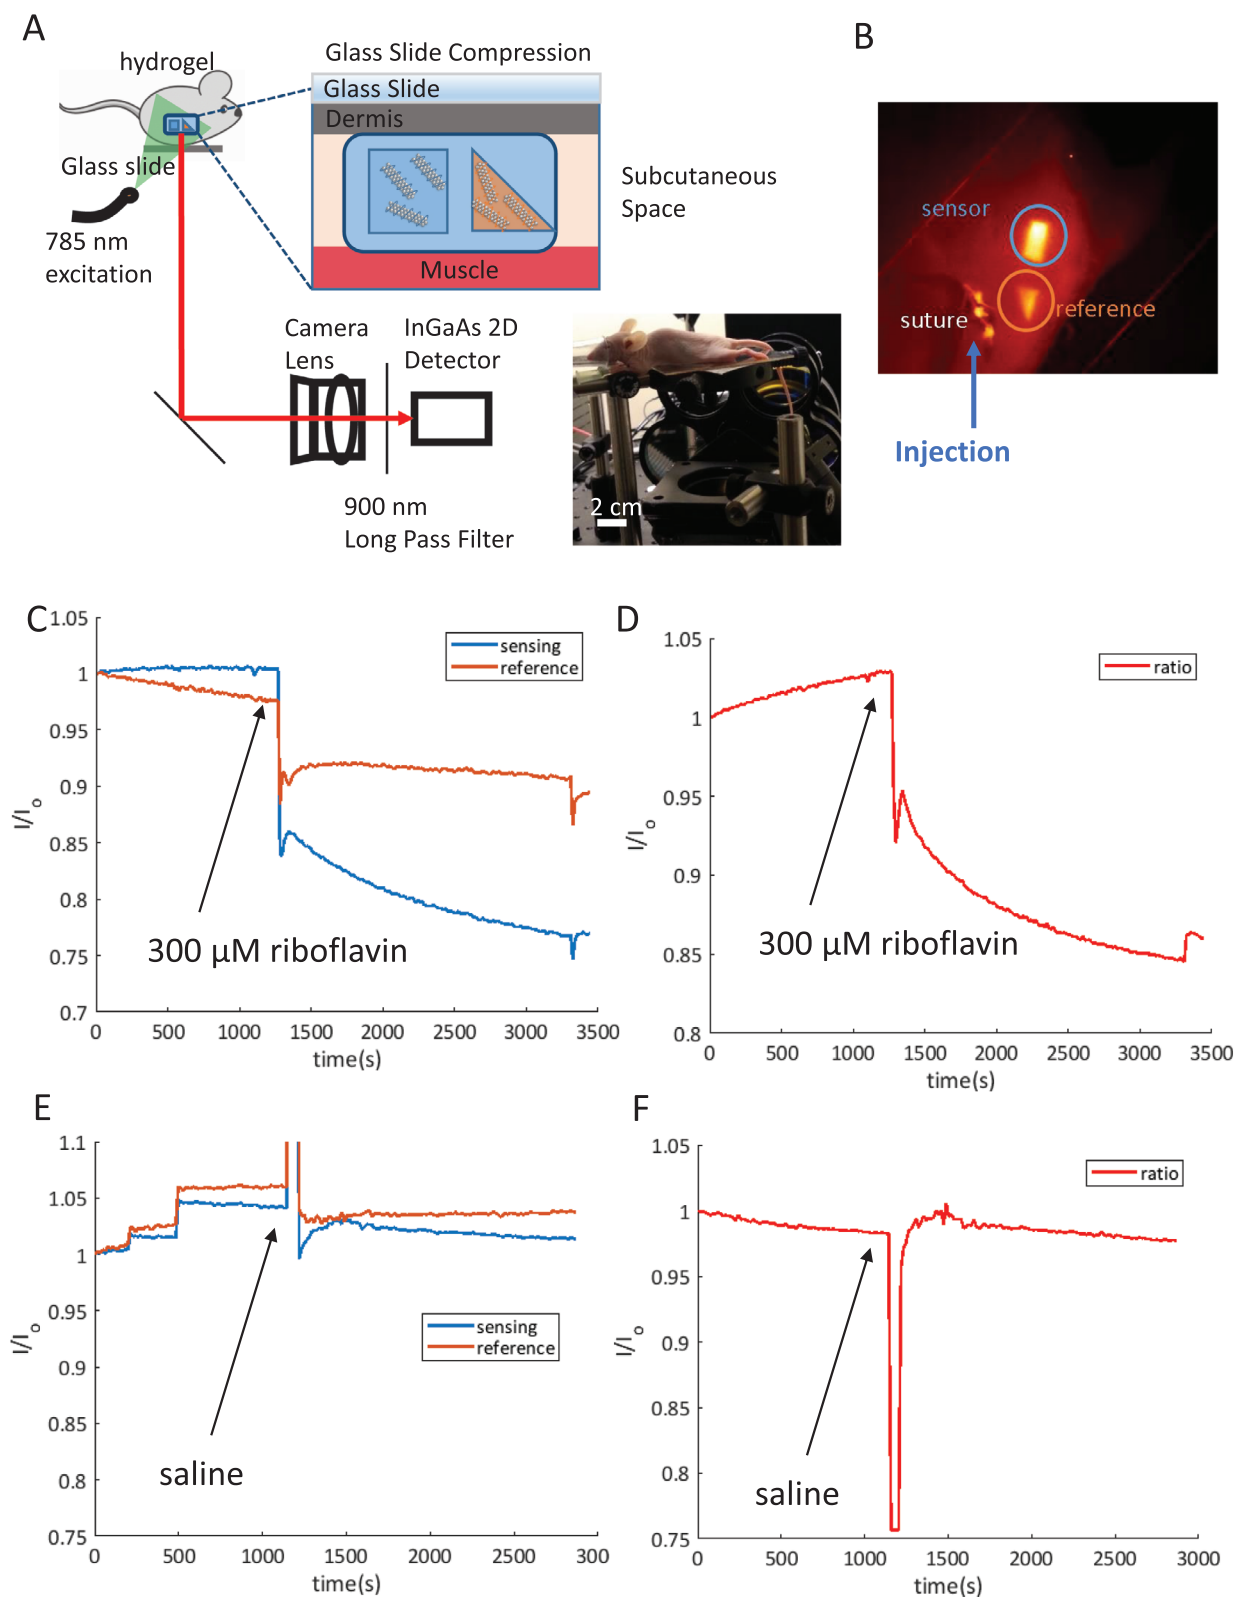 A
hydrogel
Glass slide
785 nm
excitation
Glass Slide Compression
Glass Slide
Dermis
Muscle
Subcutaneous
Space
Camera
Lens
InGaAs 2D
Detector
900 nm
Long Pass Filter
2 cm
B
sensor
reference
suture
Injection
C
1.05
1
0.95
0.9
0.85
0.8
0.75
0.7
I/Io
sensing
reference
300 μM riboflavin
0 500 1000 1500 2000 2500 3000 3500
time(s)
D
1.05
1
0.95
0.9
0.85
0.8
I/Io
ratio
300 μM riboflavin
0 500 1000 1500 2000 2500 3000 3500
time(s)
E
1.1
1.05
1
0.95
0.9
0.85
0.8
0.75
I/Io
sensing
reference
saline
0 500 1000 1500 2000 2500 3000
time(s)
F
1.05
1
0.95
0.9
0.85
0.8
0.75
I/Io
ratio
saline
0 500 1000 1500 2000 2500 3000
time(s)